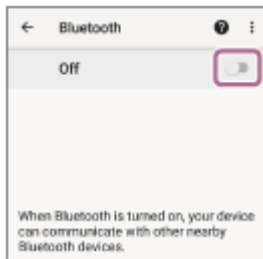 Bluetooth
Off
When Bluetooth is turned on, your device
can communicate with other nearby
Bluetooth devices.